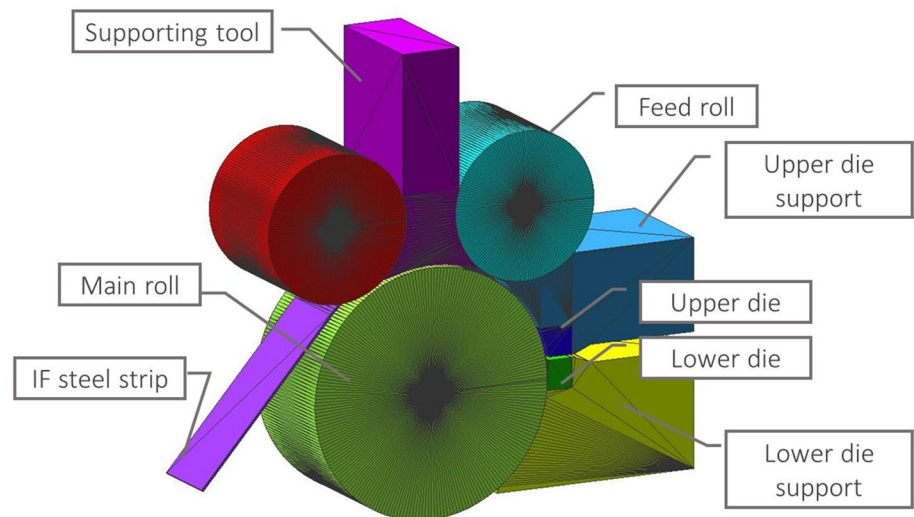 Supporting tool
Feed roll
Upper die
support
Main roll
Upper die
Lower die
IF steel strip
Lower die
support